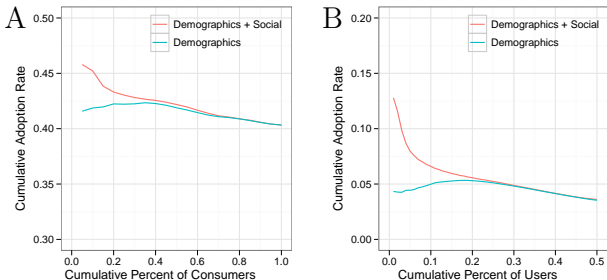 A
Demographics + Social
Demographics
Cumulative Adoption Rate
0.50
0.45
0.40
0.35
0.30
0.0 0.2 0.4 0.6 0.8 1.0
Cumulative Percent of Consumers
B
Demographics + Social
Demographics
Cumulative Adoption Rate
0.20
0.15
0.10
0.05
0.00
0.0 0.1 0.2 0.3 0.4 0.5
Cumulative Percent of Users